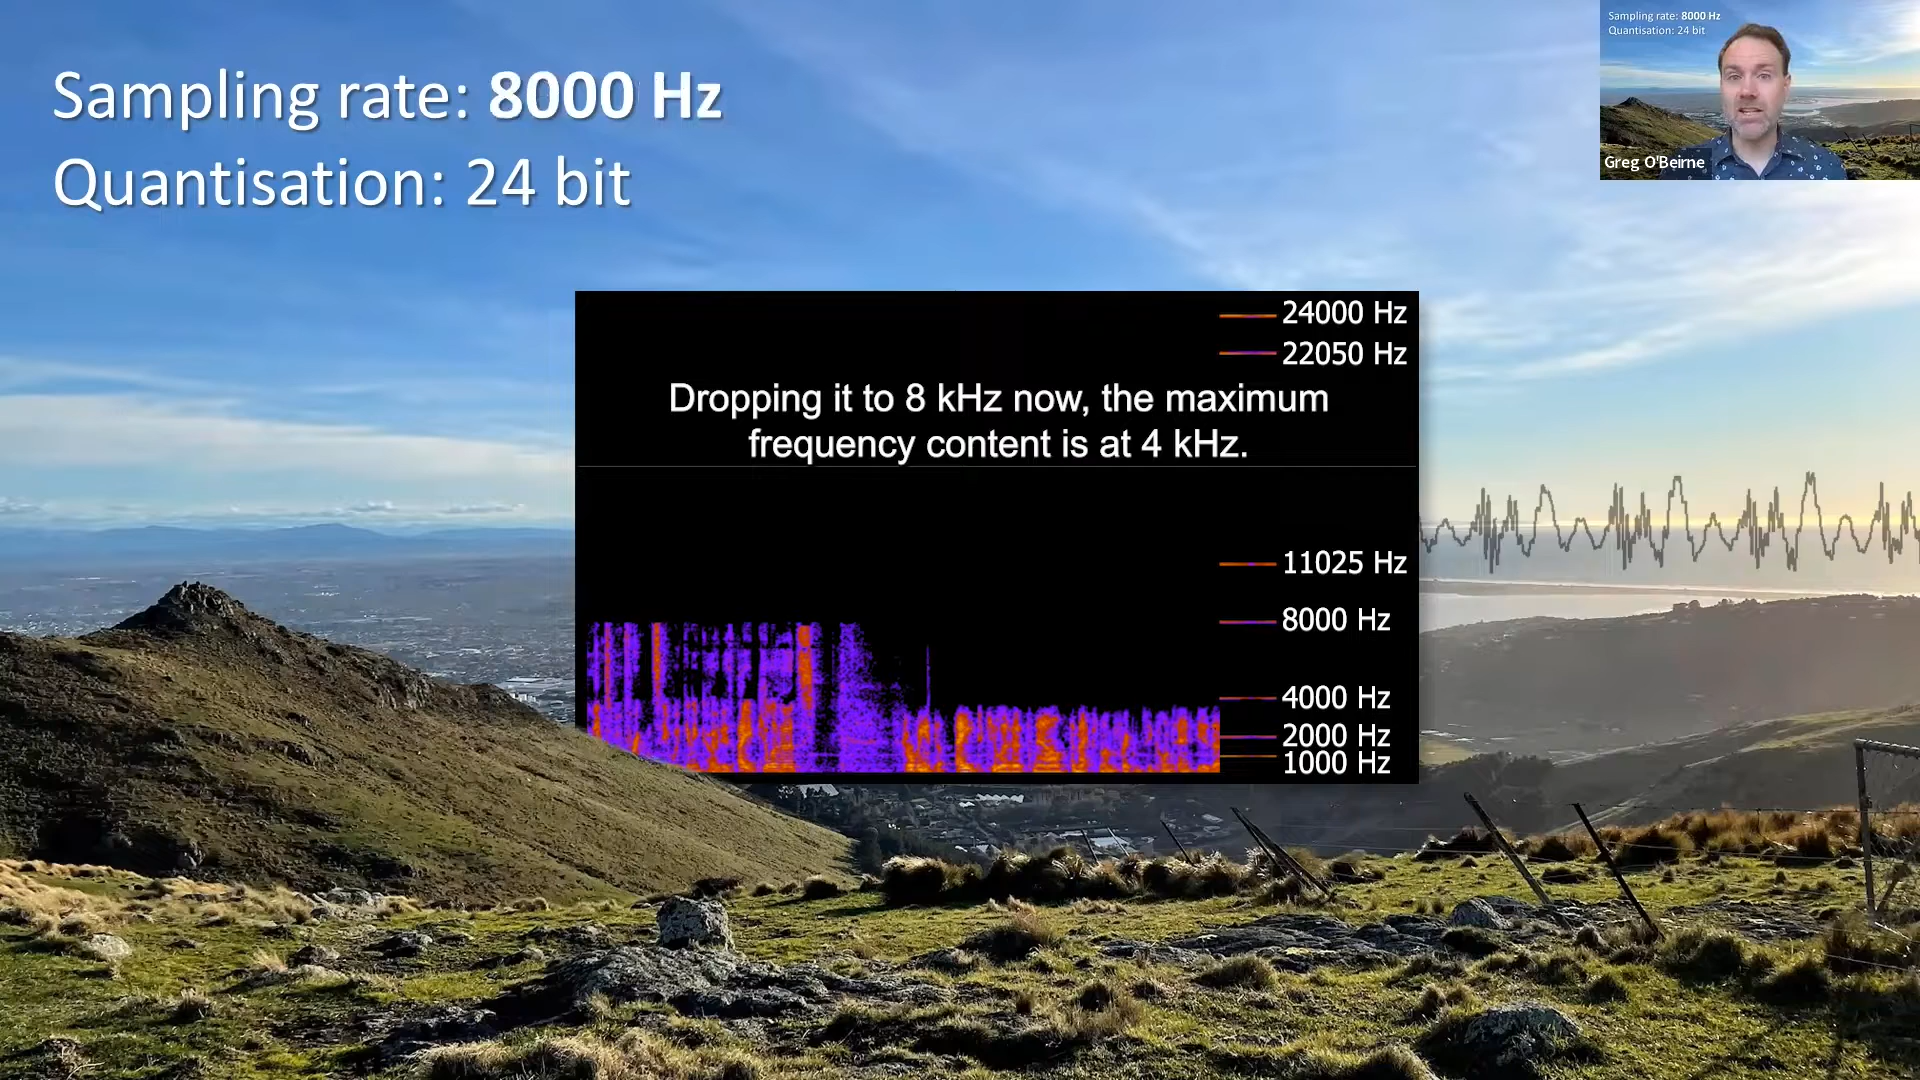 Sampling rate: 8000 Hz
Quantisation: 24 bit
Sampling rate: 8000 Hz
Quantisation: 24 bit
Greg O'Beirne
24000 Hz
22050 Hz
Dropping it to 8 kHz now, the maximum
frequency content is at 4 kHz.
11025 Hz
8000 Hz
4000 Hz
2000 Hz
1000 Hz